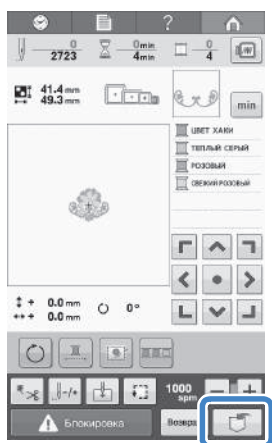 ?
0
2723
0min
4min
0
4
41.4 mm
49.3 mm
min
ЦВЕТ ХАКИ
ТЕПЛЫЙ СЕРЫЙ
РОЗОВЫЙ
СВЕЖИЙ РОЗОВЫЙ
+ 0.0 mm
+ 0.0 mm
0°
-/+
1000
spm
- +
Блокировка
Возвра